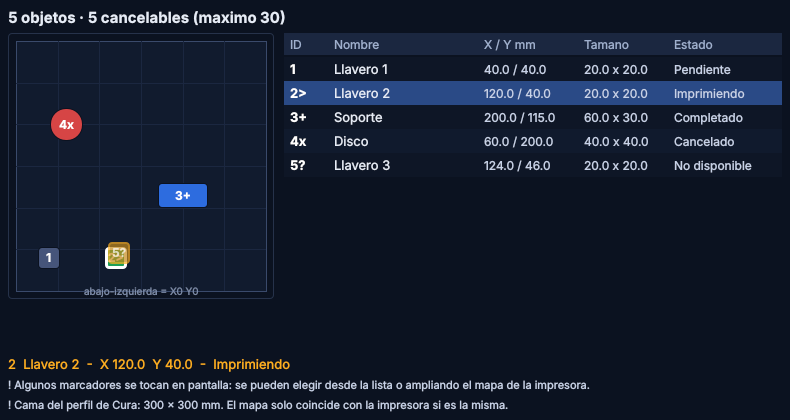 5 objetos · 5 cancelables (maximo 30)
ID Nombre X / Y mm Tamano Estado
1 Llavero 1 40.0 / 40.0 20.0 x 20.0 Pendiente
2> Llavero 2 120.0 / 40.0 20.0 x 20.0 Imprimiendo
3+ Soporte 200.0 / 115.0 60.0 x 30.0 Completado
4x Disco 60.0 / 200.0 40.0 x 40.0 Cancelado
5? Llavero 3 124.0 / 46.0 20.0 x 20.0 No disponible
4x
3+
5?
1
abajo-izquierda = X0 Y0
2 Llavero 2 - X 120.0 Y 40.0 - Imprimiendo
! Algunos marcadores se tocan en pantalla: se pueden elegir desde la lista o ampliando el mapa de la impresora.
! Cama del perfil de Cura: 300 × 300 mm. El mapa solo coincide con la impresora si es la misma.